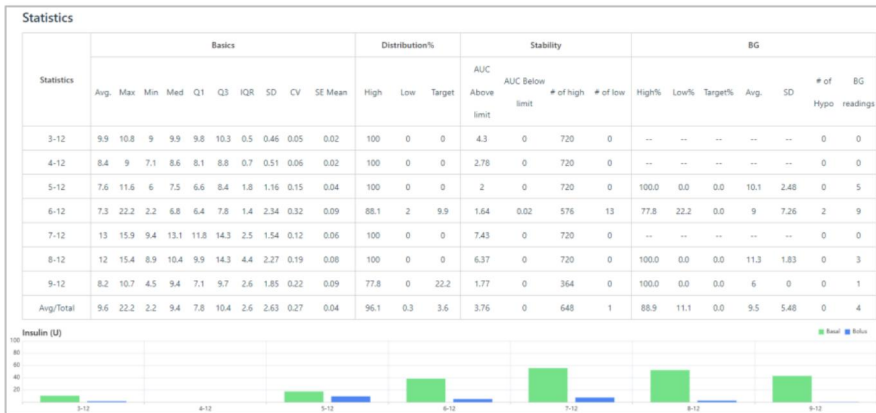 Statistics
Basics Distribution% Stability BG
Statistics Avg. Max Min Med Q1 Q3 IQR SD CV SE Mean High Low Target AUC Above limit AUC Below limit # of high # of low High% Low% Target% Avg. SD # of Hypo BG readings
3-12 9.9 10.8 9 9.9 9.8 10.3 0.5 0.46 0.05 0.02 100 0 0 4.3 0 720 0 -- -- -- -- -- 0 0
4-12 8.4 9 7.1 8.6 8.1 8.8 0.7 0.51 0.06 0.02 100 0 0 2.78 0 720 0 -- -- -- -- -- 0 0
5-12 7.6 11.6 6 7.5 6.6 8.4 1.8 1.16 0.15 0.04 100 0 0 2 0 720 0 100.0 0.0 0.0 10.1 2.48 0 5
6-12 7.3 22.2 2.2 6.8 6.4 7.8 1.4 2.34 0.32 0.09 88.1 2 9.9 1.64 0.02 576 13 77.8 22.2 0.0 9 7.26 2 9
7-12 13 15.9 9.4 13.1 11.8 14.3 2.5 1.54 0.12 0.06 100 0 0 7.43 0 720 0 -- -- -- -- -- 0 0
8-12 12 15.4 8.9 10.4 9.9 14.3 4.4 2.27 0.19 0.08 100 0 0 6.37 0 720 0 100.0 0.0 0.0 11.3 1.83 0 3
9-12 8.2 10.7 4.5 9.4 7.1 9.7 2.6 1.85 0.22 0.09 77.8 0 22.2 1.77 0 364 0 100.0 0.0 0.0 6 0 0 1
Avg/Total 9.6 22.2 2.2 9.4 7.8 10.4 2.6 2.63 0.27 0.04 96.1 0.3 3.6 3.76 0 648 1 88.9 11.1 0.0 9.5 5.48 0 4
Insulin (U) Basal Bolus
100
80
60
40
20
3-12 4-12 5-12 6-12 7-12 8-12 9-12